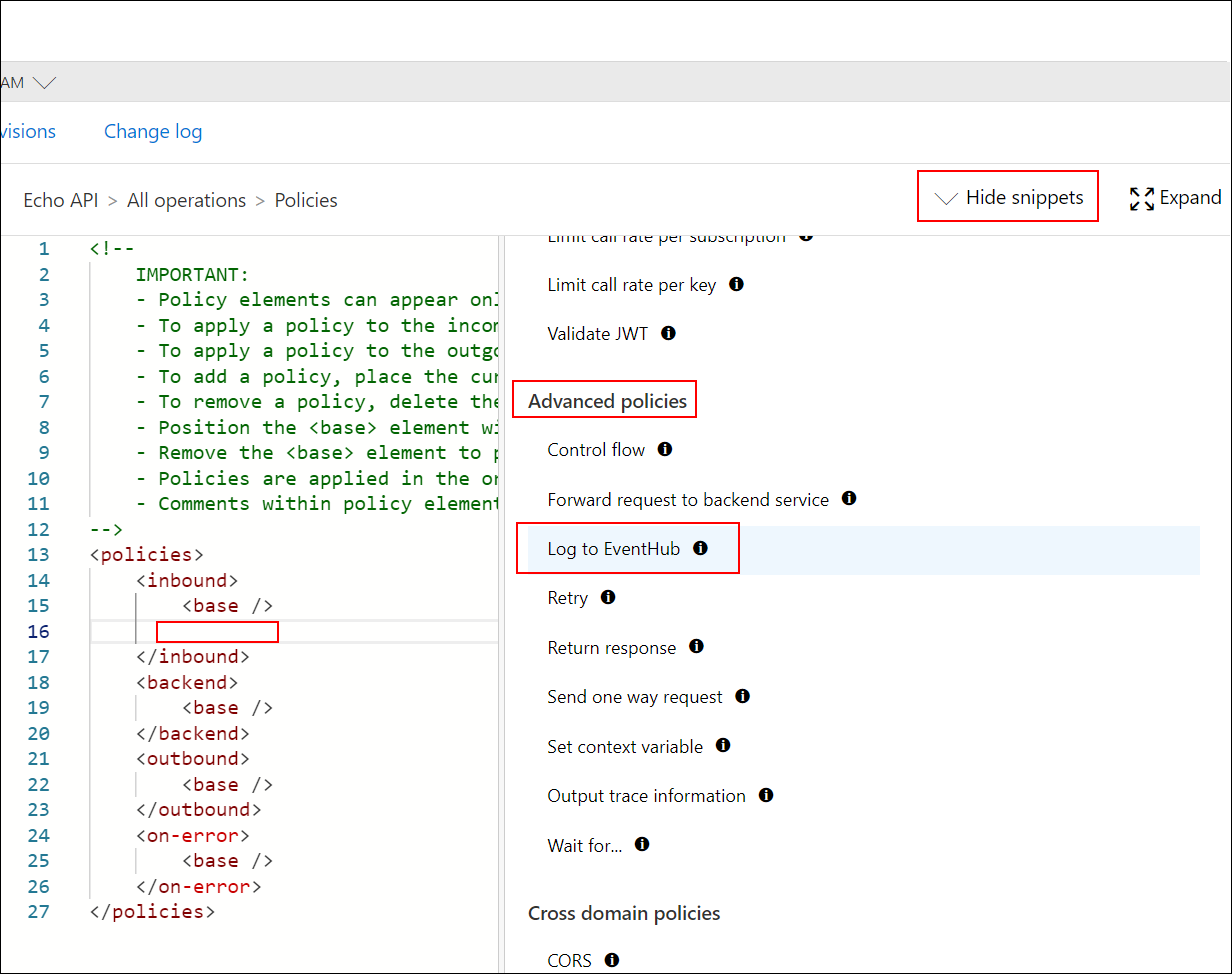 AM
visions
Change log
Echo API > All operations > Policies
Hide snippets
Expand
1 <!--
2 IMPORTANT:
3 - Policy elements can appear onl
4 - To apply a policy to the incom
5 - To apply a policy to the outgo
6 - To add a policy, place the cur
7 - To remove a policy, delete the
8 - Position the <base> element wi
9 - Remove the <base> element to p
10 - Policies are applied in the or
11 - Comments within policy element
12 -->
13 <policies>
14 <inbound>
15 <base />
16
17 </inbound>
18 <backend>
19 <base />
20 </backend>
21 <outbound>
22 <base />
23 </outbound>
24 <on-error>
25 <base />
26 </on-error>
27 </policies>
Limit call rate per subscription
Limit call rate per key
Validate JWT
Advanced policies
Control flow
Forward request to backend service
Log to EventHub
Retry
Return response
Send one way request
Set context variable
Output trace information
Wait for...
Cross domain policies
CORS